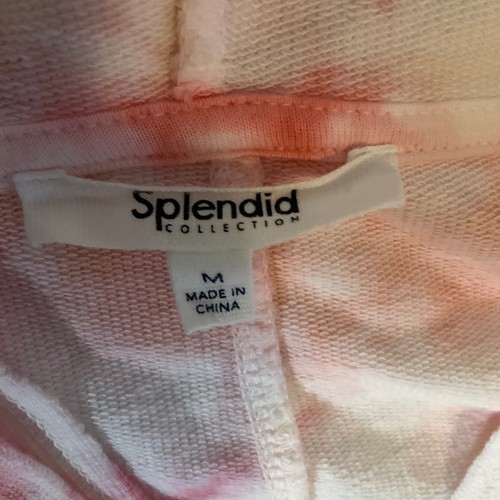 Splendid
COLLECTION
M
MADE IN
CHINA